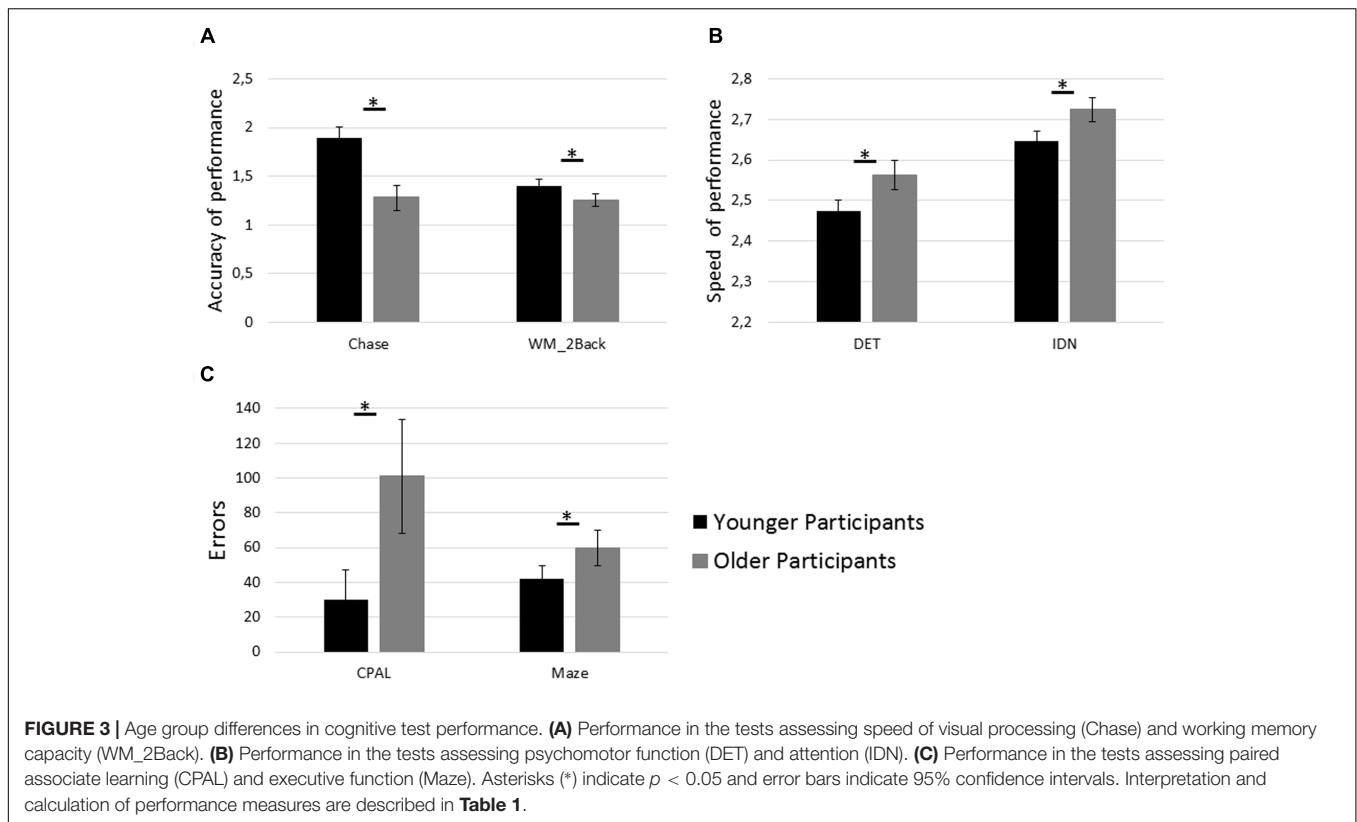 A
Accuracy of performance
2,5
2
1,5
1
0,5
0
*
*
Chase WM_2Back
B
Speed of performance
2,8
2,7
2,6
2,5
2,4
2,3
2,2
*
*
DET IDN
C
Errors
140
120
100
80
60
40
20
0
*
*
CPAL Maze
Younger Participants
Older Participants
FIGURE 3 | Age group differences in cognitive test performance. (A) Performance in the tests assessing speed of visual processing (Chase) and working memory
capacity (WM_2Back). (B) Performance in the tests assessing psychomotor function (DET) and attention (IDN). (C) Performance in the tests assessing paired
associate learning (CPAL) and executive function (Maze). Asterisks (*) indicate p < 0.05 and error bars indicate 95% confidence intervals. Interpretation and
calculation of performance measures are described in Table 1.